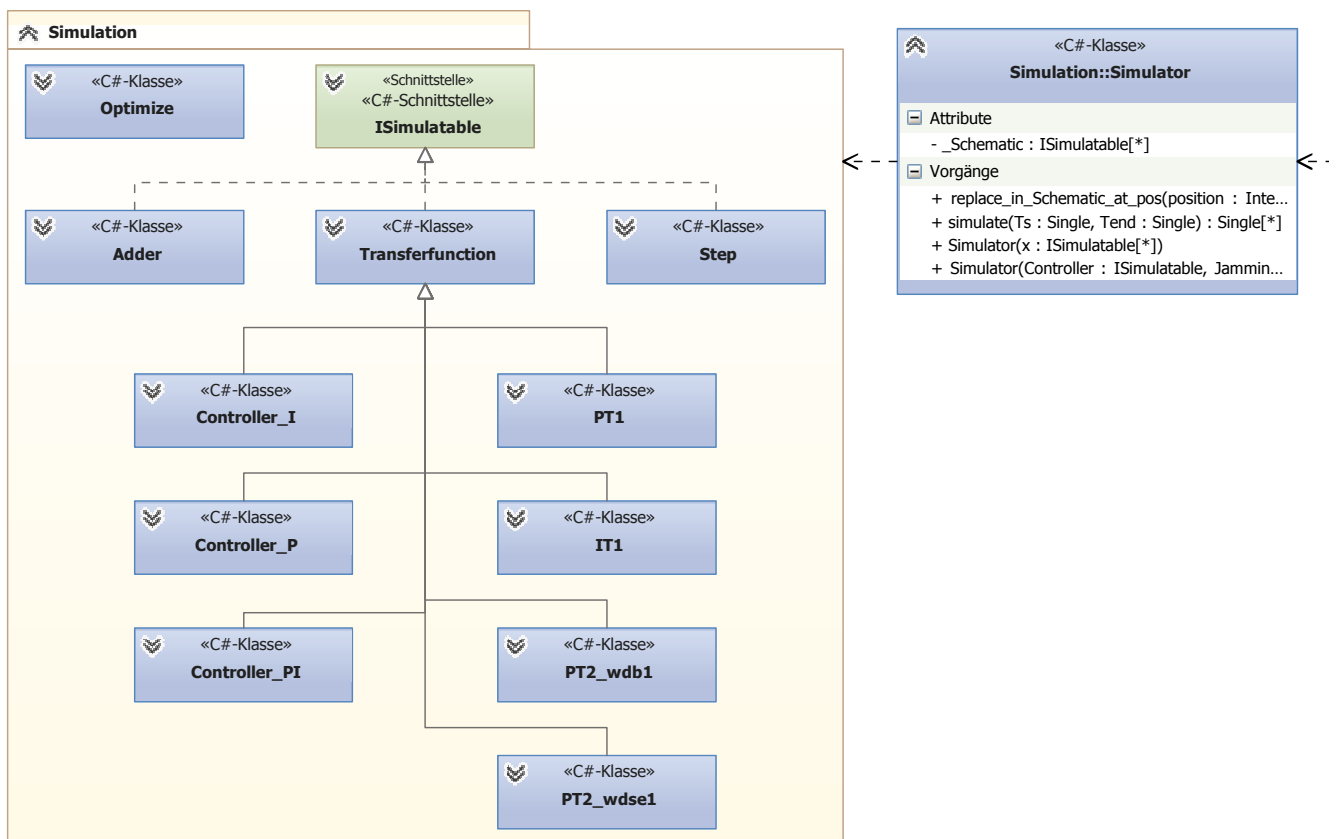 Simulation
«C#-Klasse»
Optimize
«Schnittstelle»
«C#-Schnittstelle»
ISimulatable
«C#-Klasse»
Adder
«C#-Klasse»
Transferfunction
«C#-Klasse»
Step
«C#-Klasse»
Controller_I
«C#-Klasse»
PT1
«C#-Klasse»
Controller_P
«C#-Klasse»
IT1
«C#-Klasse»
Controller_PI
«C#-Klasse»
PT2_wdb1
«C#-Klasse»
PT2_wdse1
«C#-Klasse»
Simulation::Simulator
Attribute
- _Schematic : ISimulatable[*]
Vorgänge
+ replace_in_Schematic_at_pos(position : Inte...
+ simulate(Ts : Single, Tend : Single) : Single[*]
+ Simulator(x : ISimulatable[*])
+ Simulator(Controller : ISimulatable, Jammin...